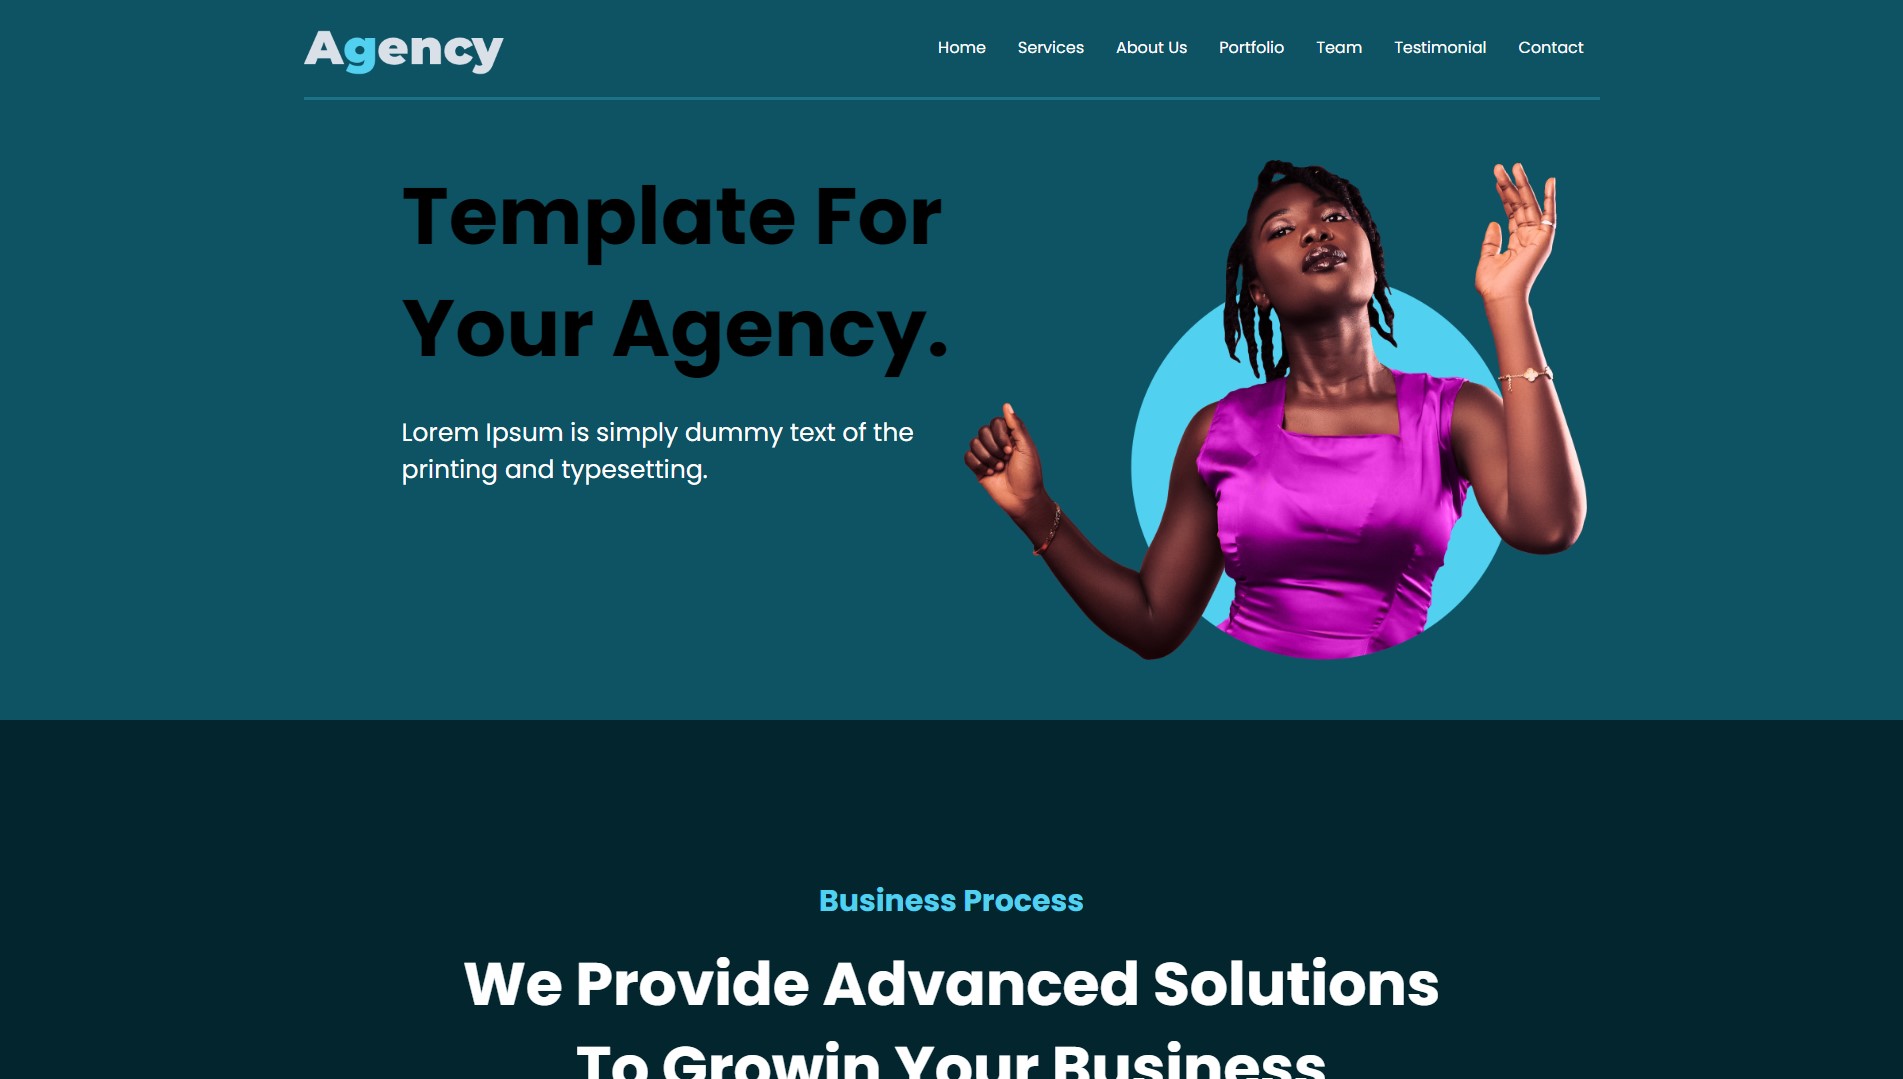 Agency
Home Services About Us Portfolio Team Testimonial Contact
Template For
Your Agency.
Lorem Ipsum is simply dummy text of the
printing and typesetting.
Business Process
We Provide Advanced Solutions
To Growin Your Business